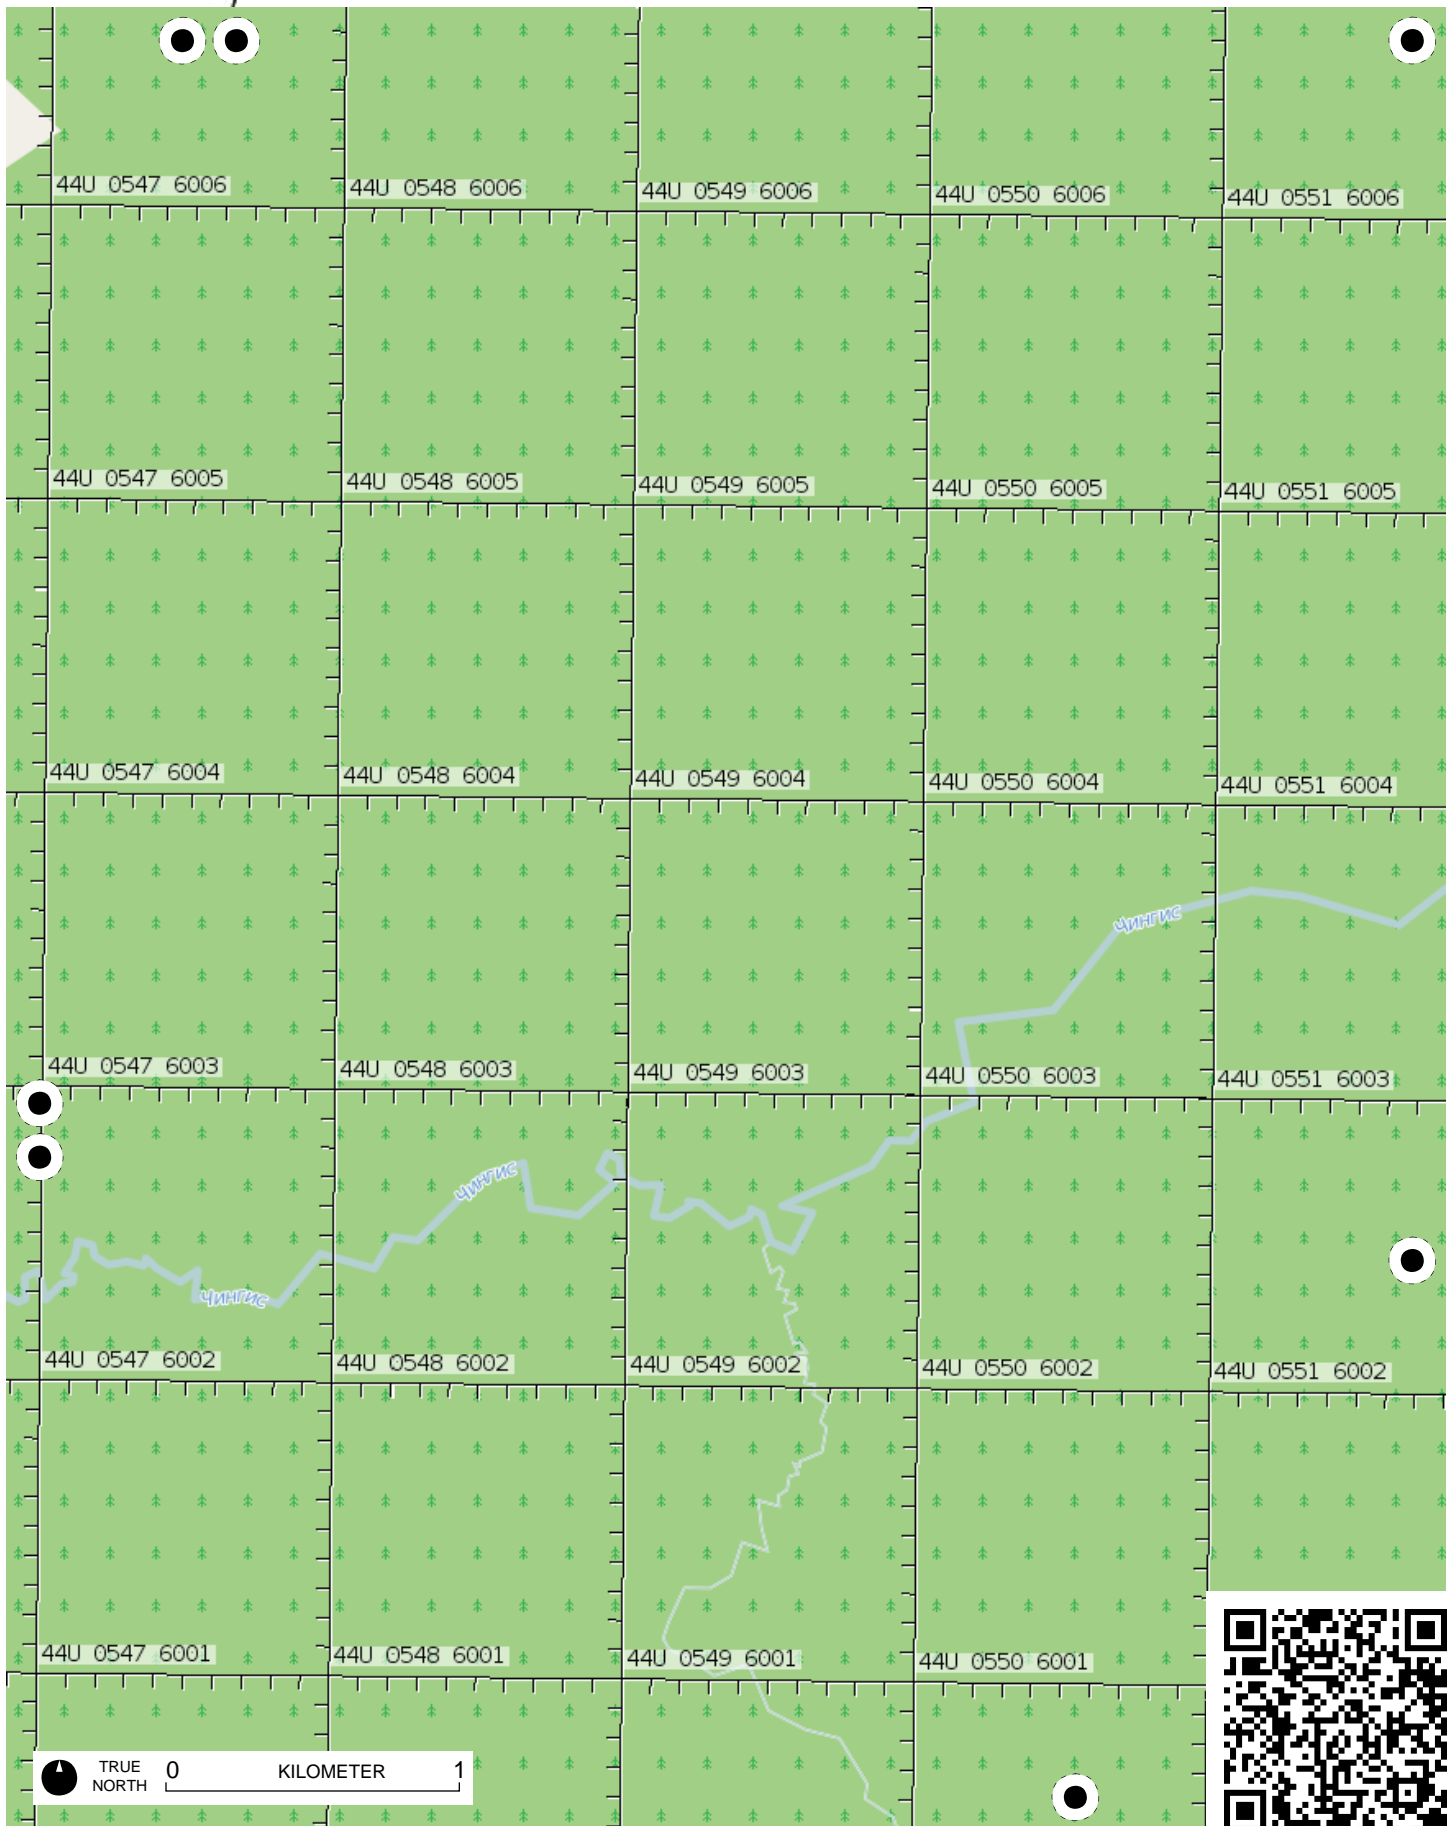 44U 0547 6006
44U 0548 6006
44U 0549 6006
44U 0550 6006
44U 0551 6006
44U 0547 6005
44U 0548 6005
44U 0549 6005
44U 0550 6005
44U 0551 6005
44U 0547 6004
44U 0548 6004
44U 0549 6004
44U 0550 6004
44U 0551 6004
Чингис
44U 0547 6003
44U 0548 6003
44U 0549 6003
44U 0550 6003
44U 0551 6003
Чингис
Чингис
44U 0547 6002
44U 0548 6002
44U 0549 6002
44U 0550 6002
44U 0551 6002
44U 0547 6001
44U 0548 6001
44U 0549 6001
44U 0550 6001
TRUE
NORTH
0 KILOMETER 1